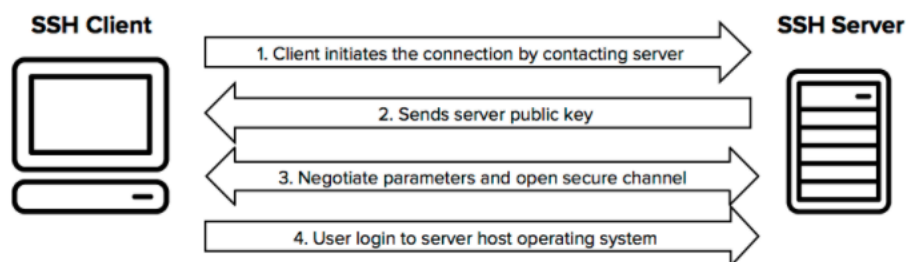 SSH Client
SSH Server
1. Client initiates the connection by contacting server
2. Sends server public key
3. Negotiate parameters and open secure channel
4. User login to server host operating system